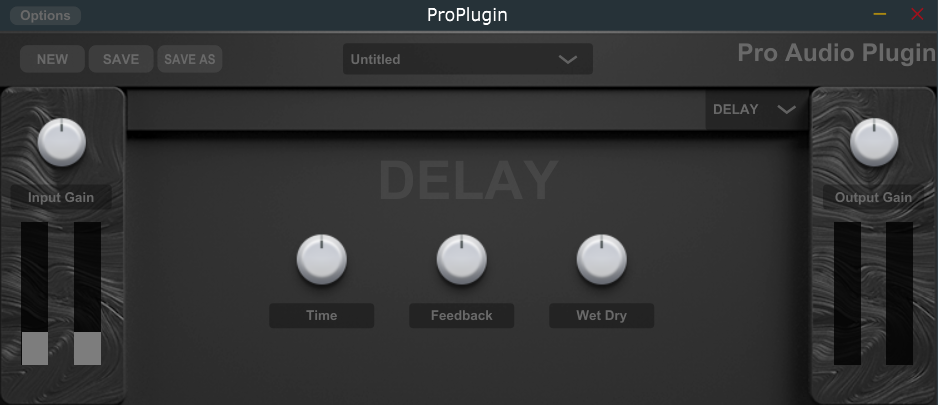 Options
ProPlugin
NEW
SAVE
SAVE AS
Untitled
Pro Audio Plugin
DELAY
Input Gain
DELAY
Output Gain
Time
Feedback
Wet Dry